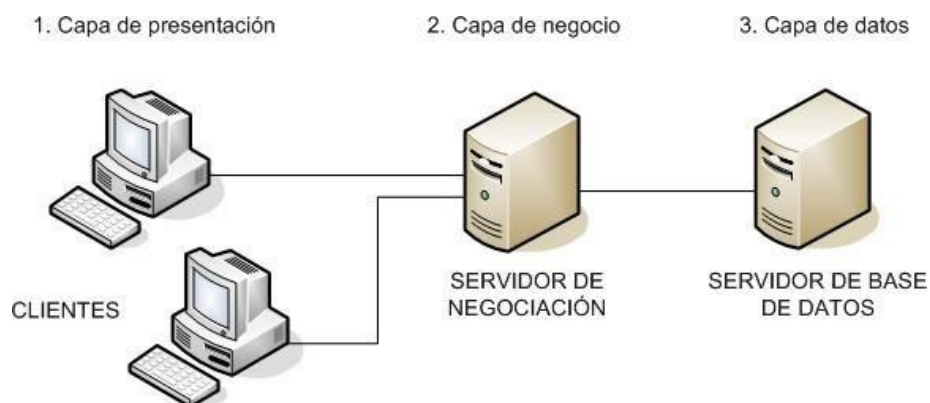 1. Capa de presentación
2. Capa de negocio
3. Capa de datos
CLIENTES
SERVIDOR DE
NEGOCIACIÓN
SERVIDOR DE BASE
DE DATOS